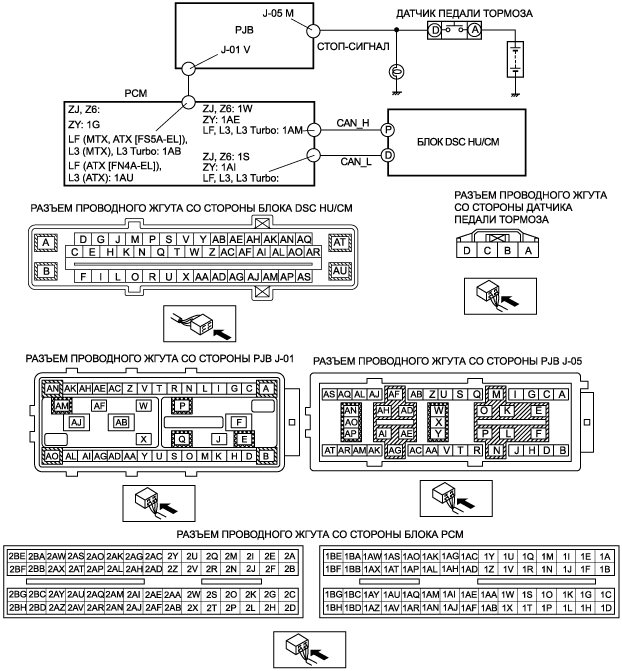 J-05 M
PJB
J-01 V
ДАТЧИК ПЕДАЛИ ТОРМОЗА
СТОП-СИГНАЛ
D A
PCM
ZJ, Z6:
ZY: 1G
LF (MTX, ATX [FS5A-EL]),
L3 (MTX), L3 Turbo: 1AB
LF (ATX [FN4A-EL]),
L3 (ATX): 1AU
ZJ, Z6: 1W
ZY: 1AE
LF, L3, L3 Turbo: 1AM
ZJ, Z6: 1S
ZY: 1AI
LF, L3, L3 Turbo:
CAN_H
CAN_L
P
D
БЛОК DSC HU/CM
РАЗЪЕМ ПРОВОДНОГО ЖГУТА СО СТОРОНЫ БЛОКА DSC HU/CM
A D G J M P S V Y AB AE AH AK AN AQ AT
C E H K N Q T W Z AC AF AI AL AO AR
B F I L O R U X AA AD AG AJ AM AP AS AU
РАЗЪЕМ ПРОВОДНОГО ЖГУТА
СО СТОРОНЫ ДАТЧИКА
ПЕДАЛИ ТОРМОЗА
D C B A
РАЗЪЕМ ПРОВОДНОГО ЖГУТА СО СТОРОНЫ PJB J-01
AN AK AH AE AC Z V T R N L I G C A
AM AF W P
AJ AB F
X Q J E
AO AL AI AG AD AA Y U S O M K H D B
РАЗЪЕМ ПРОВОДНОГО ЖГУТА СО СТОРОНЫ PJB J-05
AS AQ AL AJ AF AB Z U S Q M I G C A
AN AH AD W O K E
AO X
AP AI AE Y P L F
AT AR AM AK AG AC AA V T R N J H D B
РАЗЪЕМ ПРОВОДНОГО ЖГУТА СО СТОРОНЫ БЛОКА PCM
2BE 2BA 2AW 2AS 2AO 2AK 2AG 2AC 2Y 2U 2Q 2M 2I 2E 2A
2BF 2BB 2AX 2AT 2AP 2AL 2AH 2AD 2Z 2V 2R 2N 2J 2F 2B
2BG 2BC 2AY 2AU 2AQ 2AM 2AI 2AE 2AA 2W 2S 2O 2K 2G 2C
2BH 2BD 2AZ 2AV 2AR 2AN 2AJ 2AF 2AB 2X 2T 2P 2L 2H 2D
1BE 1BA 1AW 1AS 1AO 1AK 1AG 1AC 1Y 1U 1Q 1M 1I 1E 1A
1BF 1BB 1AX 1AT 1AP 1AL 1AH 1AD 1Z 1V 1R 1N 1J 1F 1B
1BG 1BC 1AY 1AU 1AQ 1AM 1AI 1AE 1AA 1W 1S 1O 1K 1G 1C
1BH 1BD 1AZ 1AV 1AR 1AN 1AJ 1AF 1AB 1X 1T 1P 1L 1H 1D